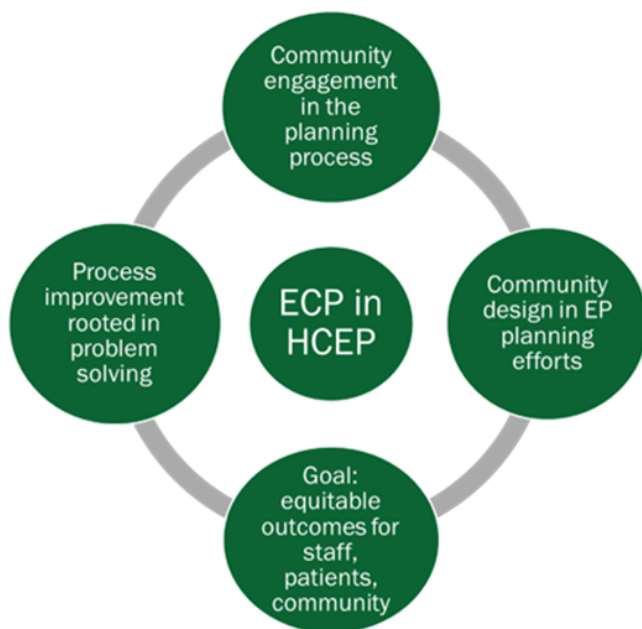 Community
engagement
in the
planning
process
Process
improvement
rooted in
problem
solving
ECP in
HCEP
Community
design in EP
planning
efforts
Goal:
equitable
outcomes for
staff,
patients,
community